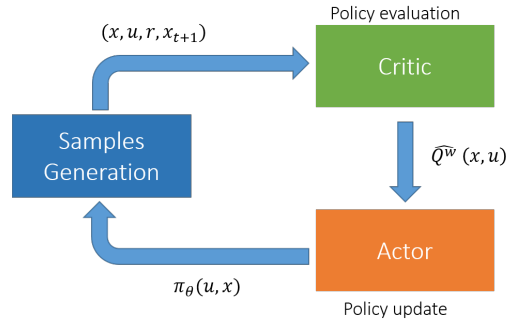 Policy evaluation
(x, u, r, x_{t+1})
Critic
Samples
Generation
\widehat{Q^w} (x, u)
Actor
π_θ(u, x)
Policy update